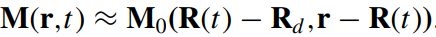 M(r,t) ≈ M₀(R(t) − R_d, r − R(t)).